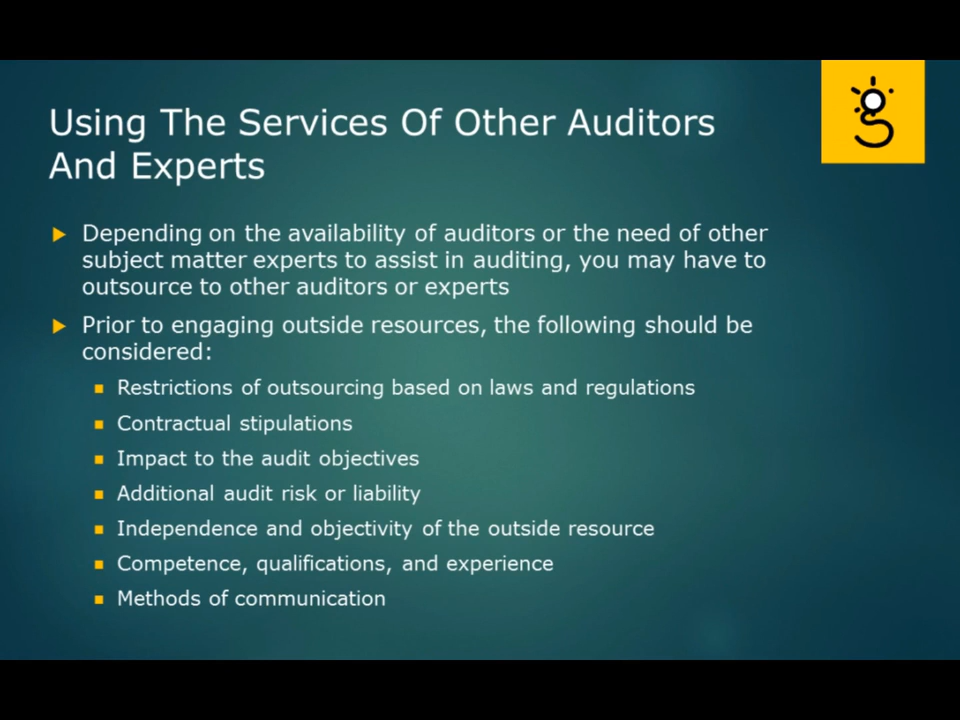 Using The Services Of Other Auditors
And Experts
Depending on the availability of auditors or the need of other
subject matter experts to assist in auditing, you may have to
outsource to other auditors or experts
Prior to engaging outside resources, the following should be
considered:
Restrictions of outsourcing based on laws and regulations
Contractual stipulations
Impact to the audit objectives
Additional audit risk or liability
Independence and objectivity of the outside resource
Competence, qualifications, and experience
Methods of communication